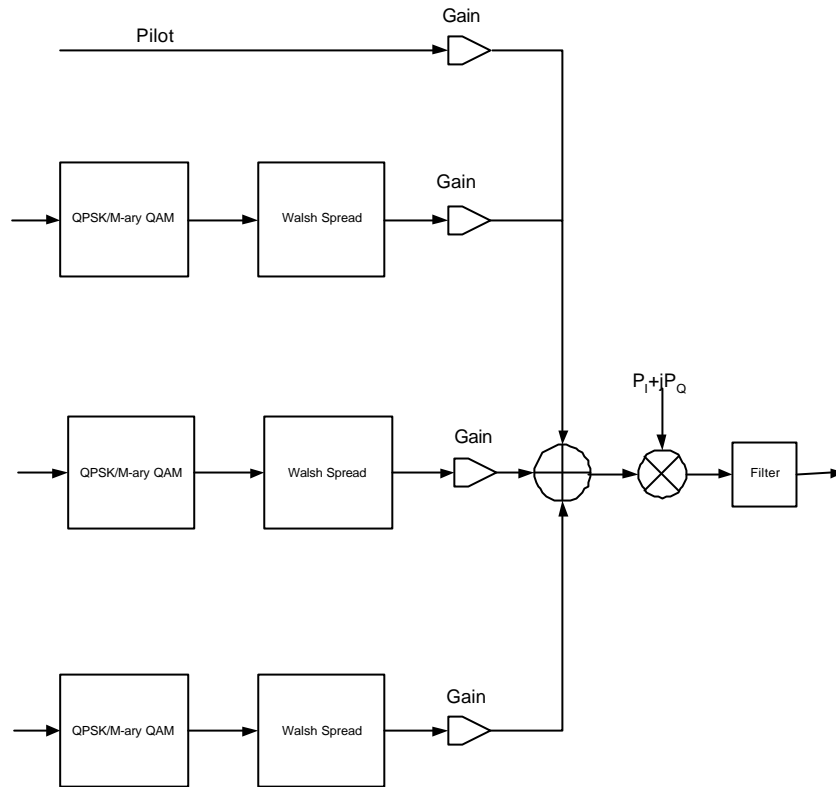 Gain
Pilot
Gain
QPSK/M-ary QAM
Walsh Spread
P_I+jP_Q
Gain
QPSK/M-ary QAM
Walsh Spread
Filter
Gain
QPSK/M-ary QAM
Walsh Spread